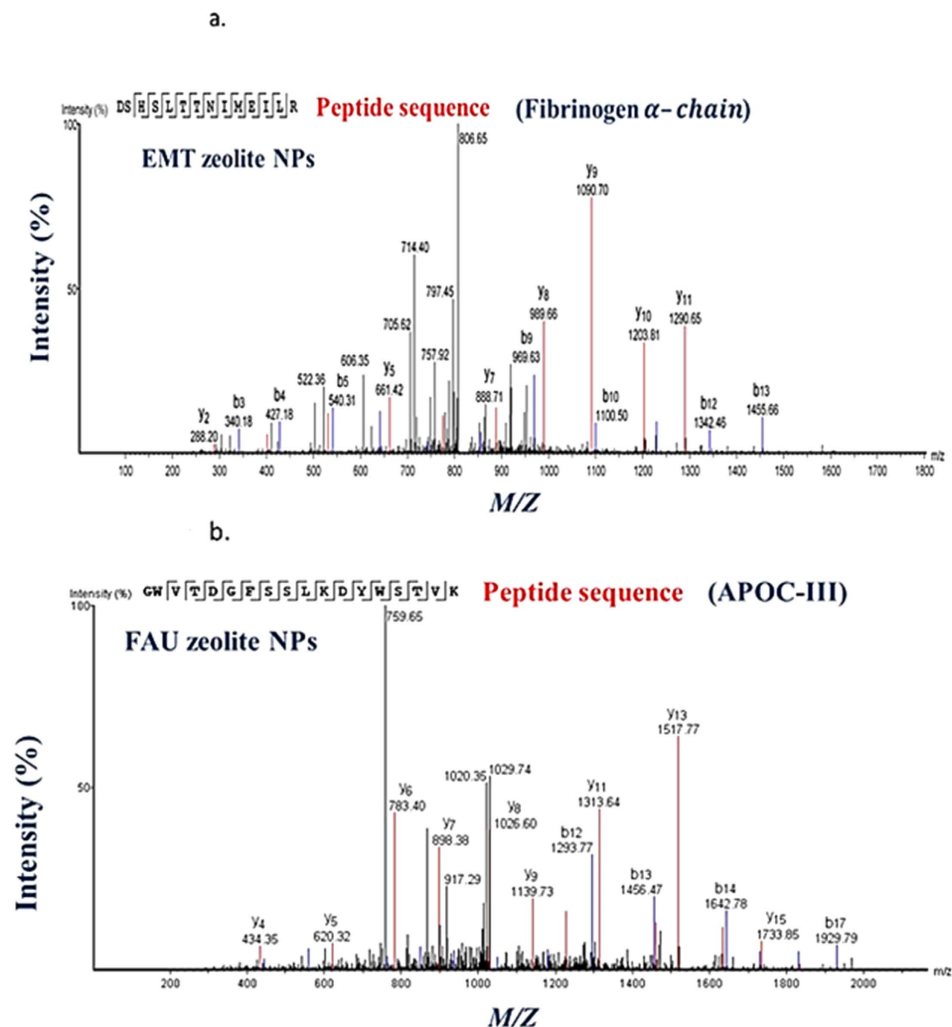 a.
Intensity (%) DSHSLTTNIMEILR Peptide sequence (Fibrinogen α-chain)
100
EMT zeolite NPs
806.65
y9
1090.70
714.40
797.45
50
y8
989.66
y11
1290.65
705.62
y10
1203.81
757.92
b9
969.63
606.35
522.36
y5
661.42
b5
540.31
y7
888.71
b4
427.18
b3
340.18
y2
288.20
b10
1100.50
b12
1342.46
b13
1455.66
Intensity (%)
100 200 300 400 500 600 700 800 900 1000 1100 1200 1300 1400 1500 1600 1700 1800 m/z
M/Z
b.
Intensity (%) GWVTDGFSSLKDYWSTVK Peptide sequence (APOC-III)
100
759.65
FAU zeolite NPs
y13
1517.77
1020.35
1029.74
50
y6
783.40
y11
1313.64
y8
1026.60
y7
898.38
b12
1293.77
917.29
y9
1139.73
b13
1456.47
b14
1642.78
y4
434.35
y5
620.32
y15
1733.85
b17
1929.79
Intensity (%)
200 400 600 800 1000 1200 1400 1600 1800 2000 m/z
M/Z